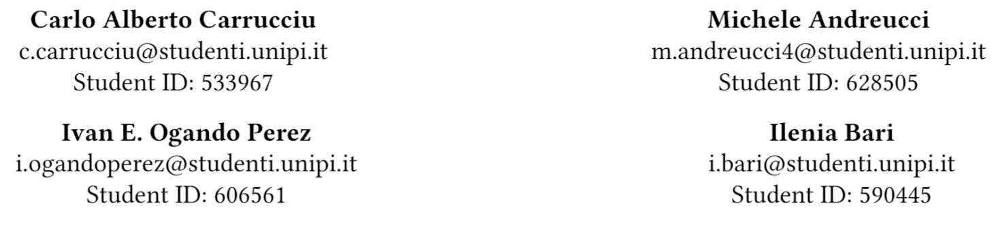 Carlo Alberto Carrucciu
c.carrucciu@studenti.unipi.it
Student ID: 533967
Michele Andreucci
m.andreucci4@studenti.unipi.it
Student ID: 628505
Ivan E. Ogando Perez
i.ogandoperez@studenti.unipi.it
Student ID: 606561
Ilenia Bari
i.bari@studenti.unipi.it
Student ID: 590445